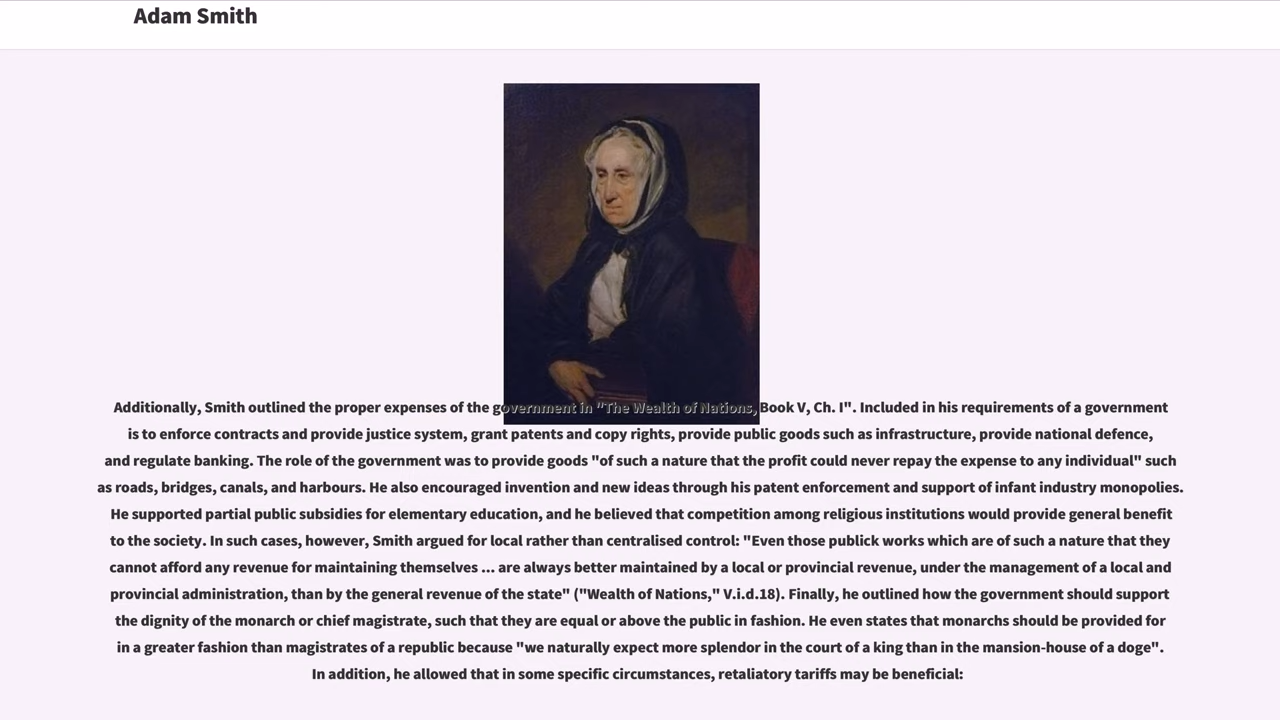 Adam Smith
Additionally, Smith outlined the proper expenses of the government in "The Wealth of Nations, Book V, Ch. I". Included in his requirements of a government
is to enforce contracts and provide justice system, grant patents and copy rights, provide public goods such as infrastructure, provide national defence,
and regulate banking. The role of the government was to provide goods "of such a nature that the profit could never repay the expense to any individual" such
as roads, bridges, canals, and harbours. He also encouraged invention and new ideas through his patent enforcement and support of infant industry monopolies.
He supported partial public subsidies for elementary education, and he believed that competition among religious institutions would provide general benefit
to the society. In such cases, however, Smith argued for local rather than centralised control: "Even those publick works which are of such a nature that they
cannot afford any revenue for maintaining themselves ... are always better maintained by a local or provincial revenue, under the management of a local and
provincial administration, than by the general revenue of the state" ("Wealth of Nations," V.i.d.18). Finally, he outlined how the government should support
the dignity of the monarch or chief magistrate, such that they are equal or above the public in fashion. He even states that monarchs should be provided for
in a greater fashion than magistrates of a republic because "we naturally expect more splendor in the court of a king than in the mansion-house of a doge".
In addition, he allowed that in some specific circumstances, retaliatory tariffs may be beneficial: